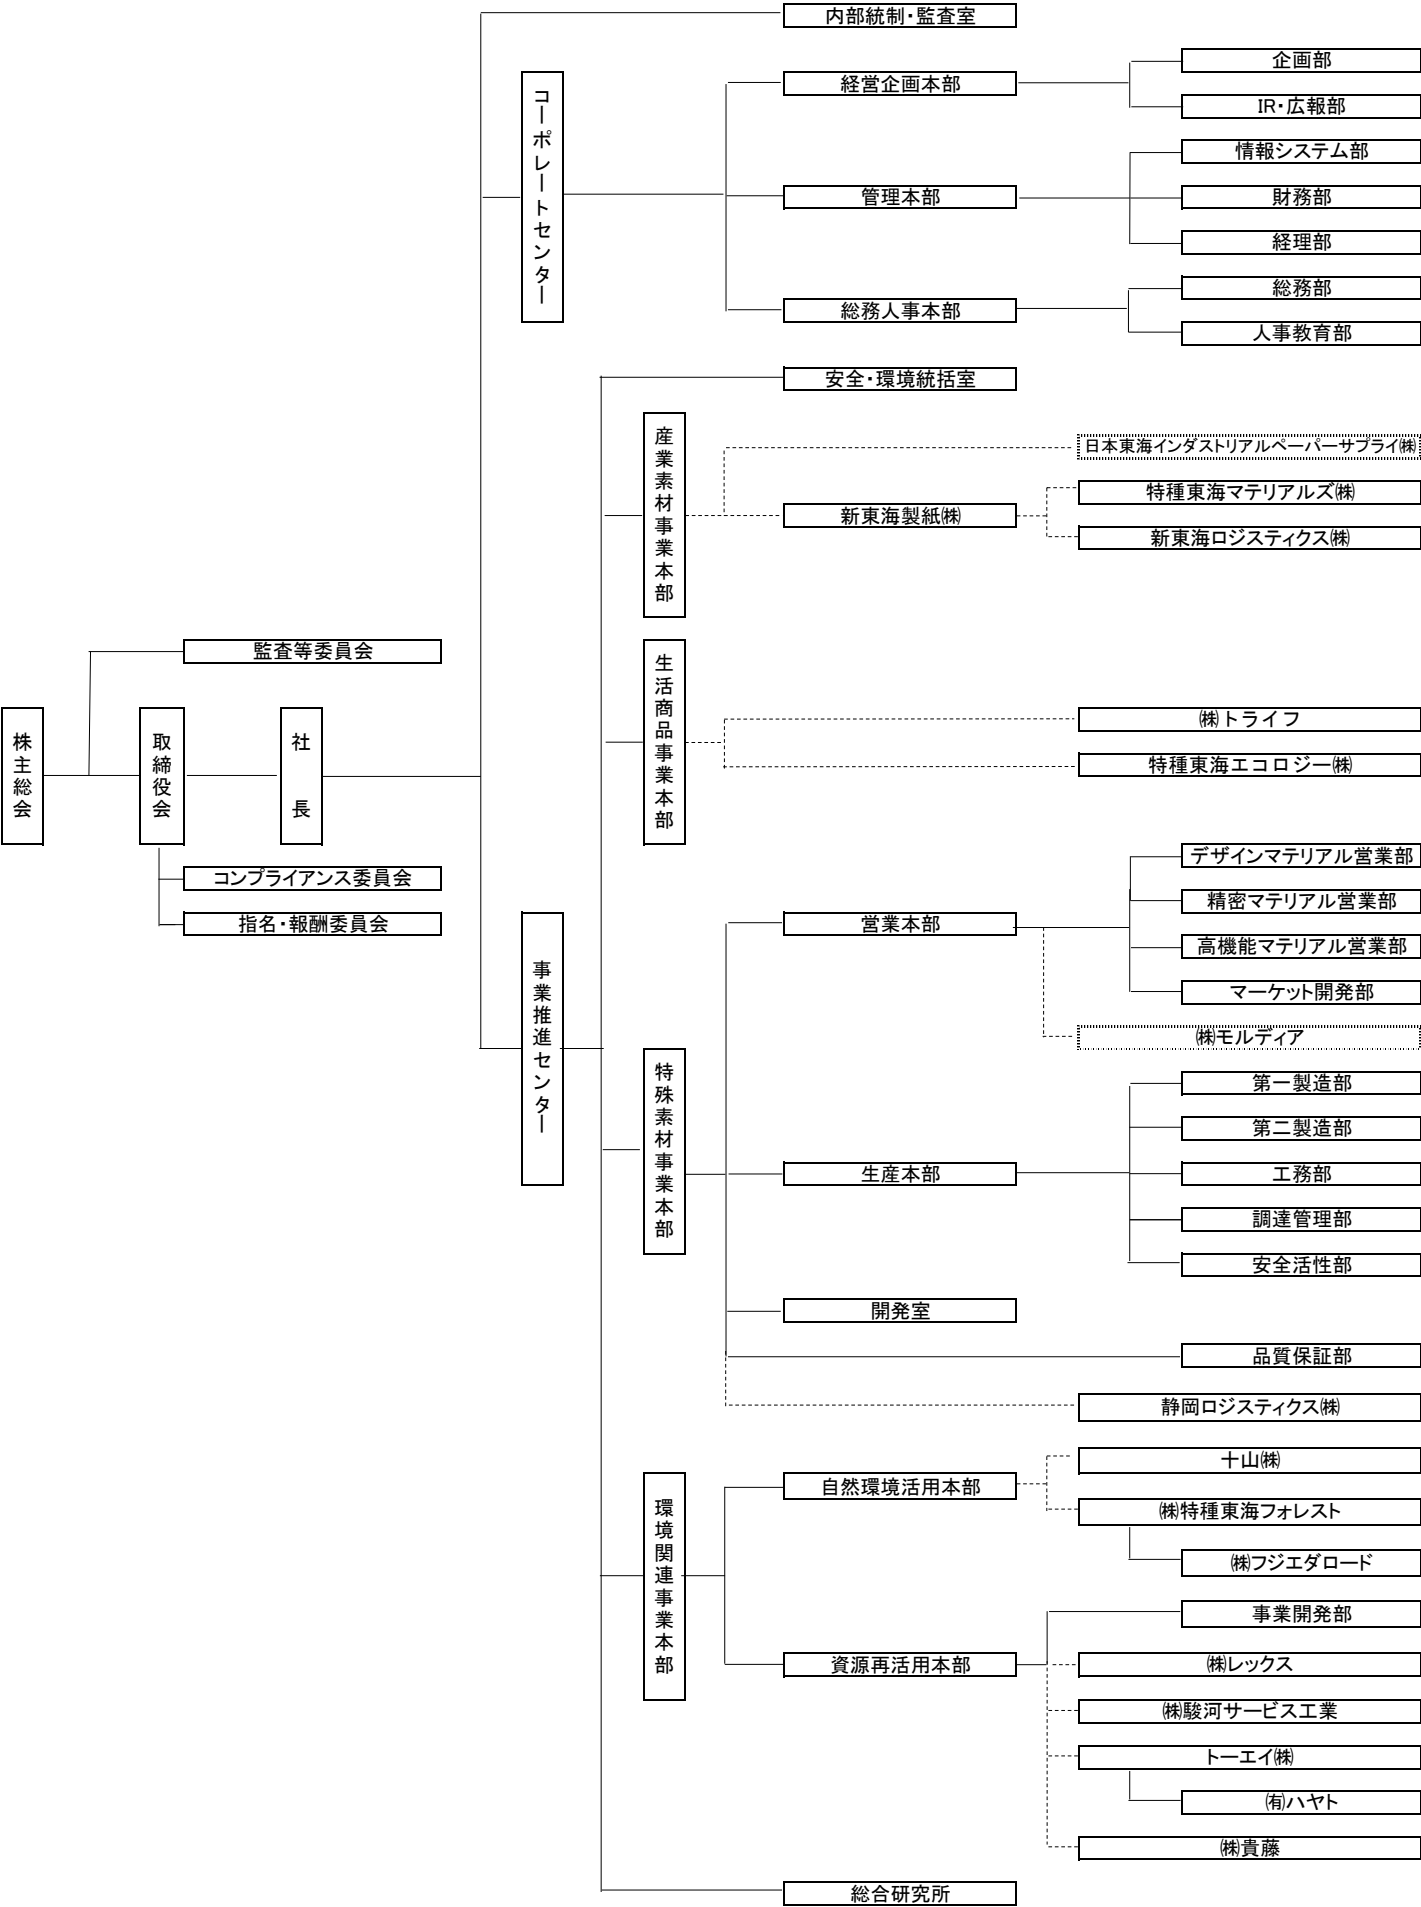 内部統制・監査室
企画部
コーポレートセンター
経営企画本部
IR・広報部
情報システム部
管理本部
財務部
経理部
総務部
総務人事本部
人事教育部
安全・環境統括室
産業素材事業本部
日本東海インダストリアルペーパーサプライ㈱
特種東海マテリアルズ㈱
新東海製紙㈱
新東海ロジスティクス㈱
監査等委員会
生活商品事業本部
株主総会
取締役会
社長
㈱トライフ
特種東海エコロジー㈱
コンプライアンス委員会
指名・報酬委員会
デザインマテリアル営業部
精密マテリアル営業部
営業本部
高機能マテリアル営業部
マーケット開発部
事業推進センター
㈱モルディア
特殊素材事業本部
第一製造部
第二製造部
生産本部
工務部
調達管理部
安全活性部
開発室
品質保証部
静岡ロジスティクス㈱
十山㈱
環境関連事業本部
自然環境活用本部
㈱特種東海フォレスト
㈱フジエダロード
事業開発部
資源再活用本部
㈱レックス
㈱駿河サービス工業
トーエイ㈱
㈲ハヤト
㈱貴藤
総合研究所